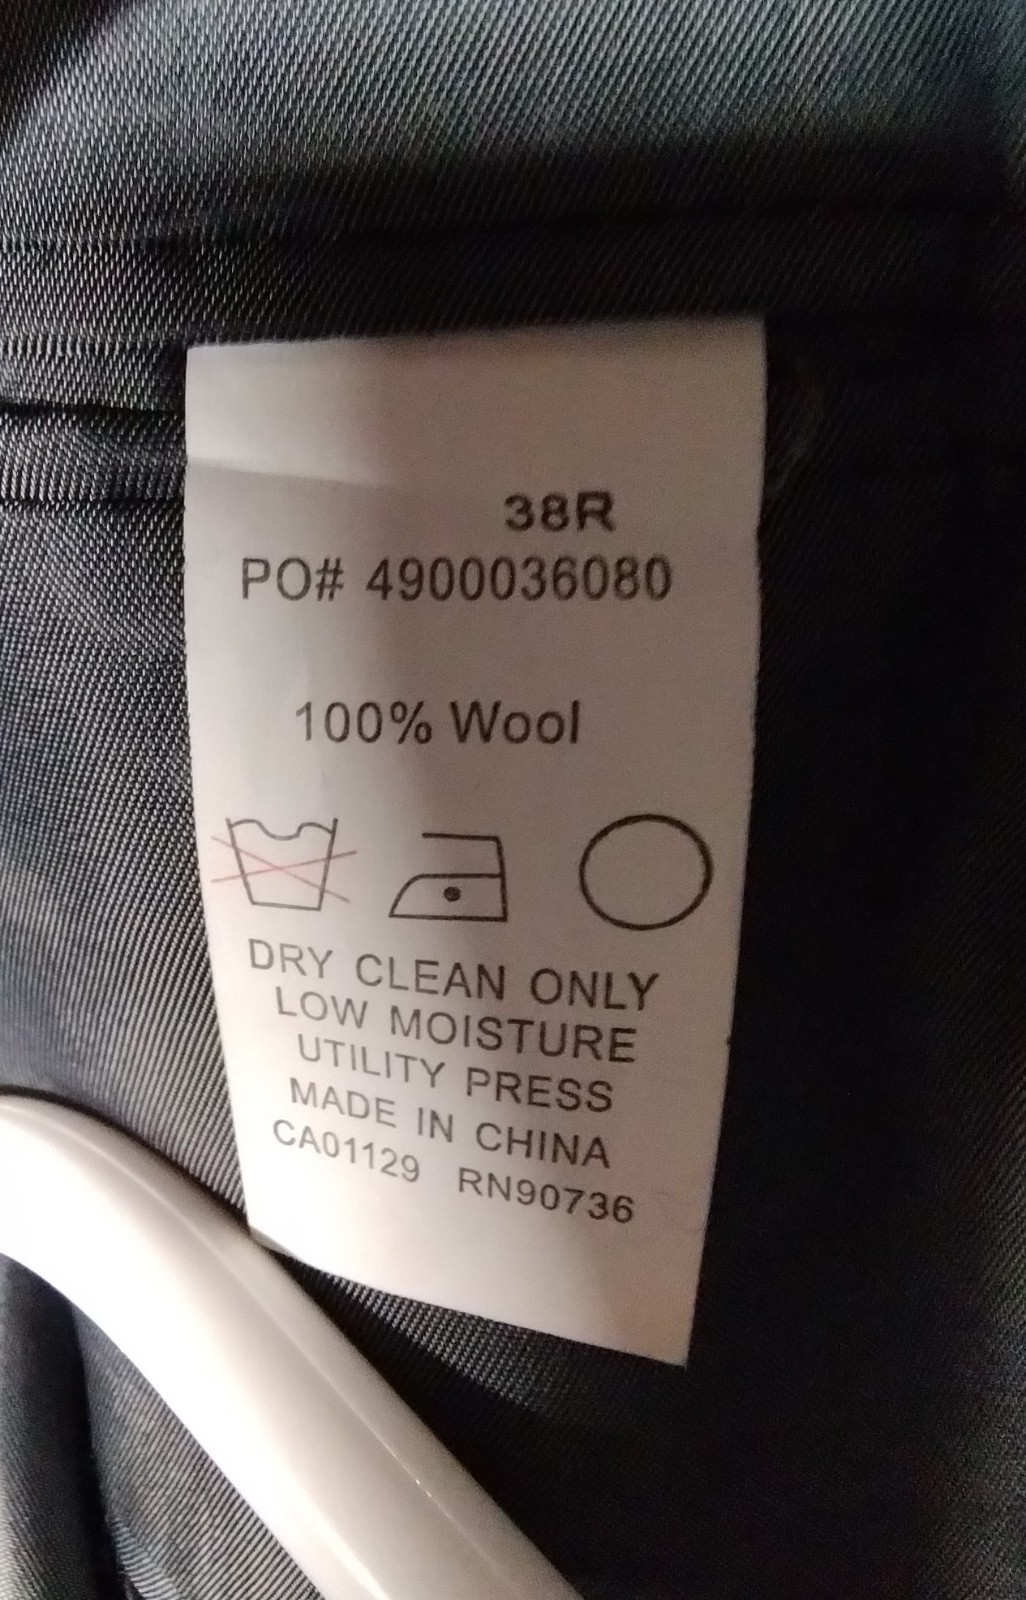 38R
PO# 4900036080
100% Wool
DRY CLEAN ONLY
LOW MOISTURE
UTILITY PRESS
MADE IN CHINA
CA01129 RN90736